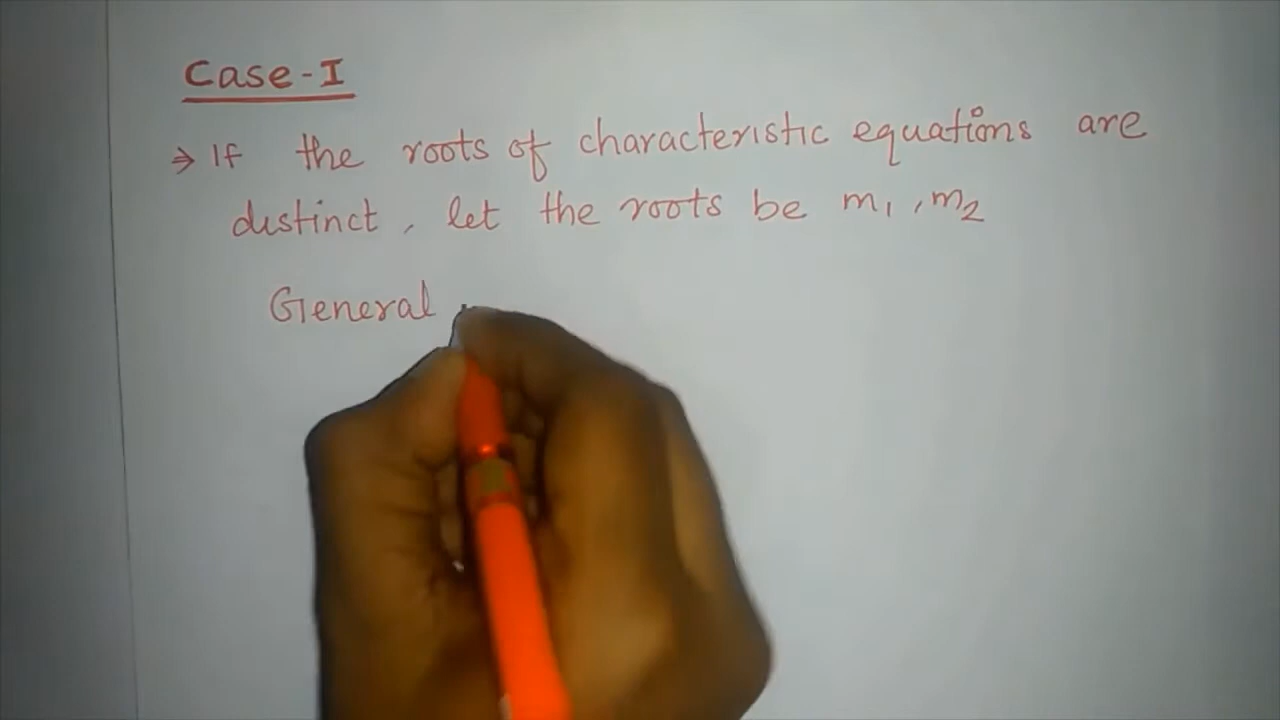 Case-I
⇒ If the roots of characteristic equations are
distinct, let the roots be m₁, m₂
General